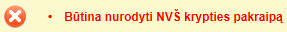 • Būtina nurodyti NVŠ krypties pakraipą